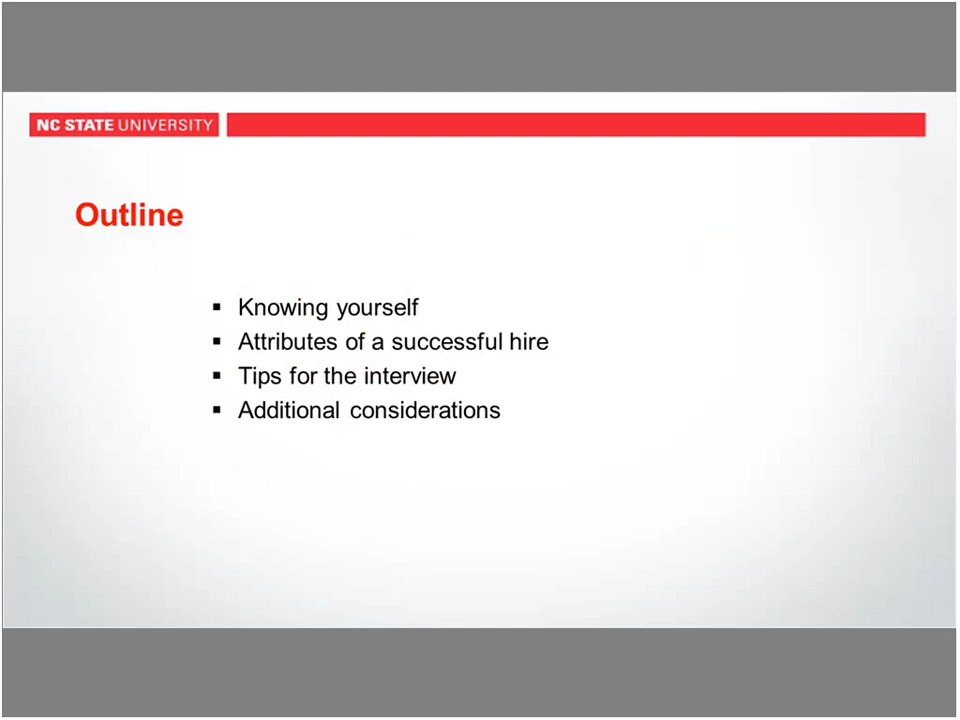 NC STATE UNIVERSITY
Outline
▪ Knowing yourself
▪ Attributes of a successful hire
▪ Tips for the interview
▪ Additional considerations